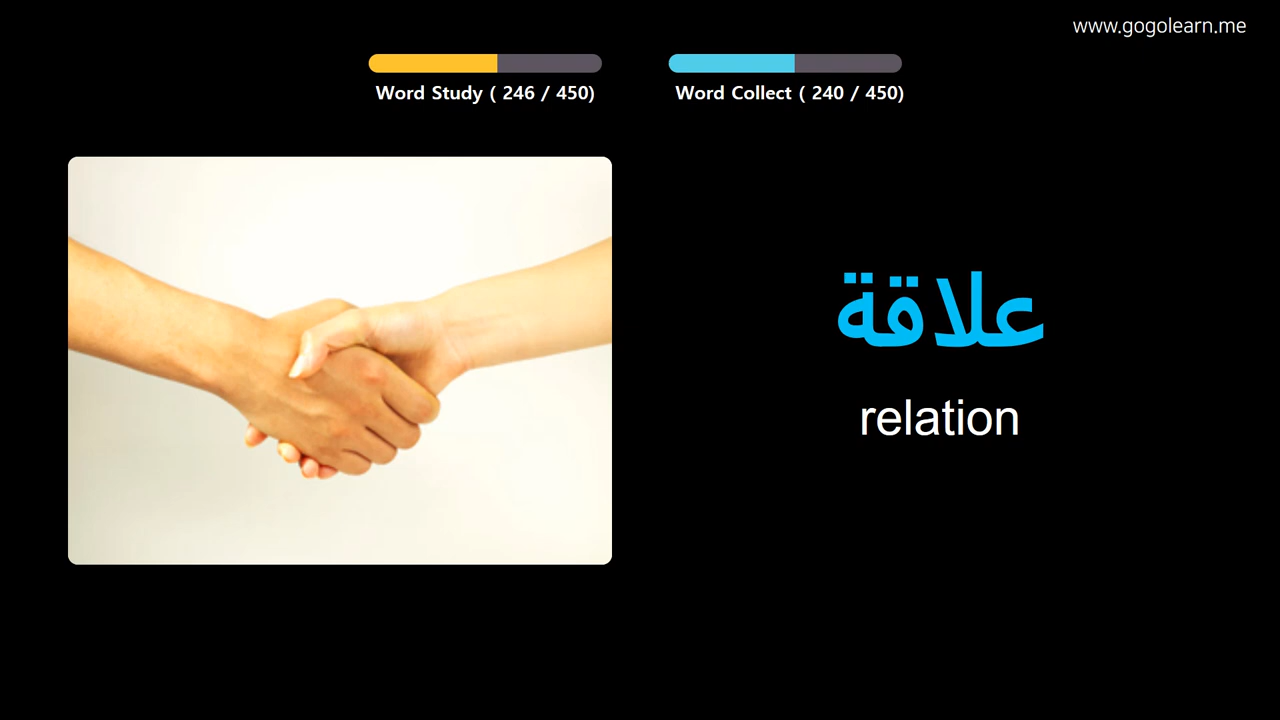 www.gogolearn.me
Word Study ( 246 / 450)
Word Collect ( 240 / 450)
علاقة
relation